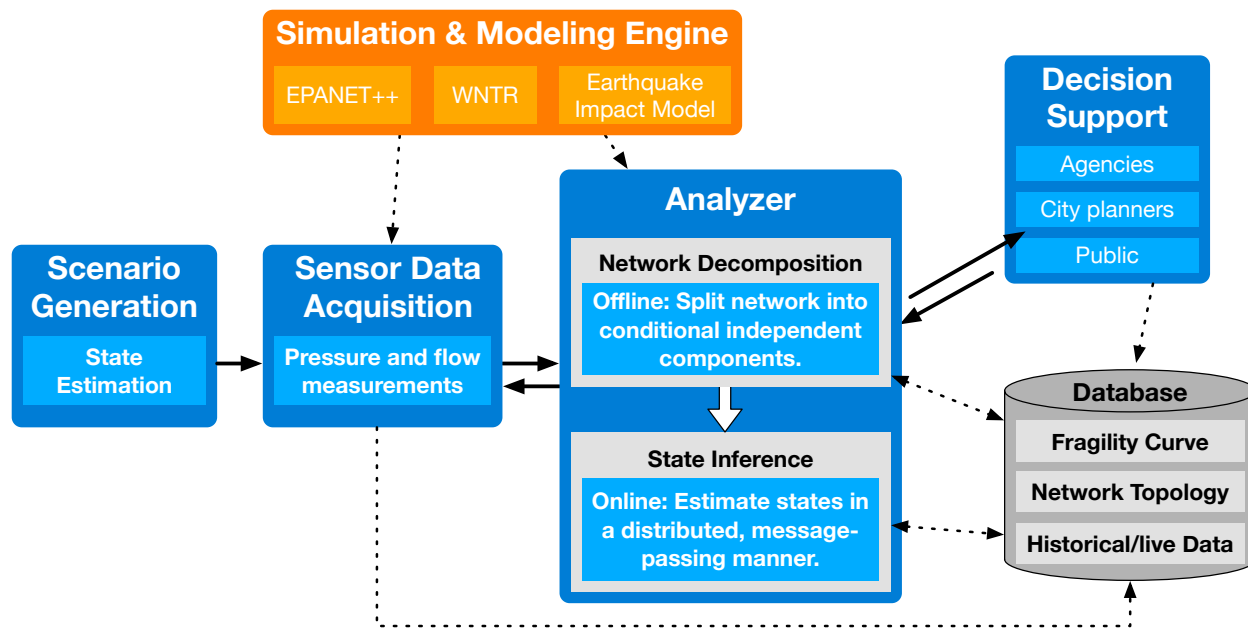 Simulation & Modeling Engine
EPANET++
WNTR
Earthquake
Impact Model
Decision
Support
Agencies
City planners
Public
Scenario
Generation
State
Estimation
Sensor Data
Acquisition
Pressure and flow
measurements
Analyzer
Network Decomposition
Offline: Split network into
conditional independent
components.
State Inference
Online: Estimate states in
a distributed, message-
passing manner.
Database
Fragility Curve
Network Topology
Historical/live Data